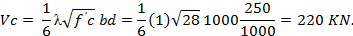 Vc = 1/6 λ√f'c bd = 1/6 (1)√28 1000 250/1000 = 220 KN.